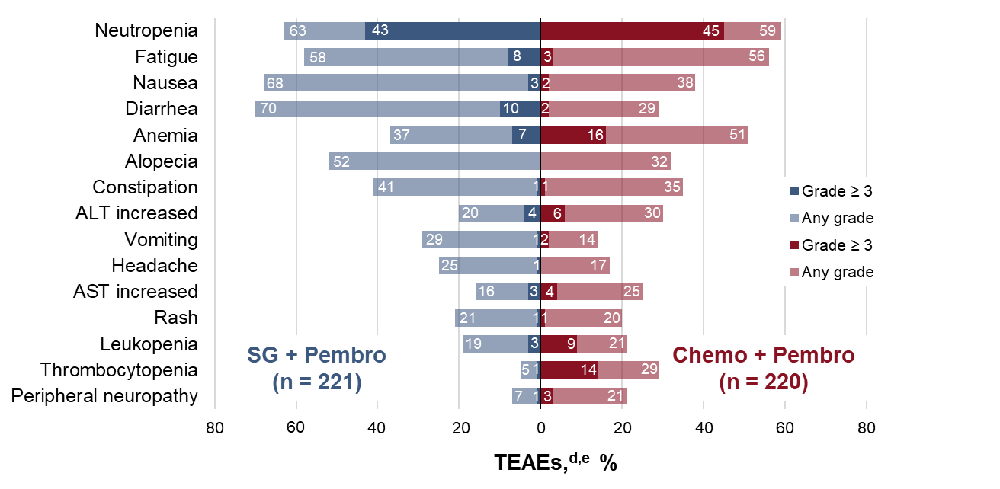 Neutropenia 63 43 45 59
Fatigue 58 8 3 56
Nausea 68 3 2 38
Diarrhea 70 10 2 29
Anemia 37 7 16 51
Alopecia 52 32
Constipation 41 1 1 35
ALT increased 20 4 6 30
Vomiting 29 1 2 14
Headache 25 1 17
AST increased 16 3 4 25
Rash 21 1 1 20
Leukopenia 19 3 9 21
Thrombocytopenia 5 1 14 29
Peripheral neuropathy 7 1 3 21
Grade ≥ 3
Any grade
Grade ≥ 3
Any grade
SG + Pembro
(n = 221)
Chemo + Pembro
(n = 220)
80 60 40 20 0 20 40 60 80
TEAEs,d,e %